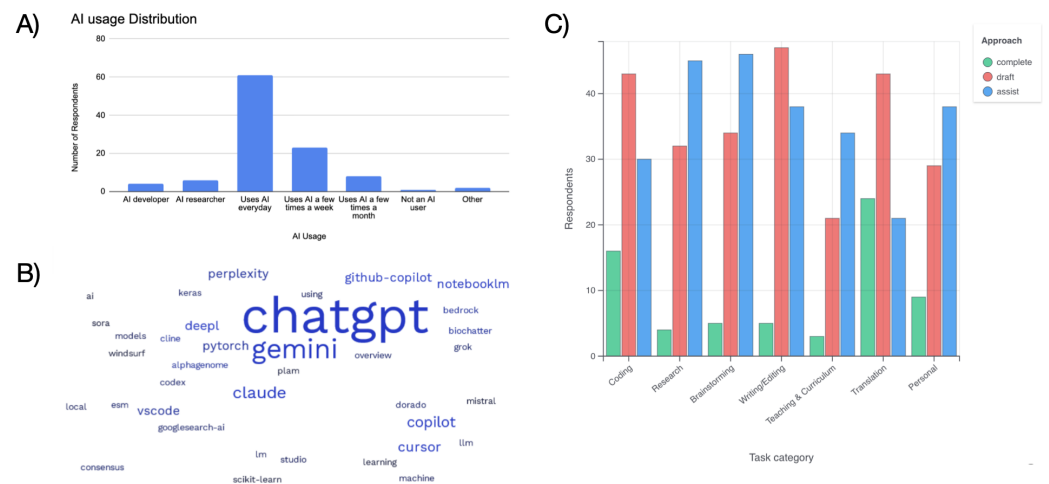 A)
AI usage Distribution
80
60
40
20
0
Number of Respondents
AI developer
AI researcher
Uses AI
everyday
Uses AI a few
times a week
Uses AI a few
times a
month
Not an AI
user
Other
AI Usage
B)
perplexity
github-copilot
notebooklm
ai
keras
using
chatgpt
bedrock
sora
deepl
biochatter
models
cline
pytorch
gemini
grok
windsurf
overview
alphagenome
plam
codex
claude
local
esm
vscode
dorado
mistral
googlesearch-ai
copilot
cursor
llm
lm
studio
learning
consensus
scikit-learn
machine
C)
Approach
complete
draft
assist
40
30
20
10
0
Respondents
Coding
Research
Brainstorming
Writing/Editing
Teaching & Curriculum
Translation
Personal
Task category